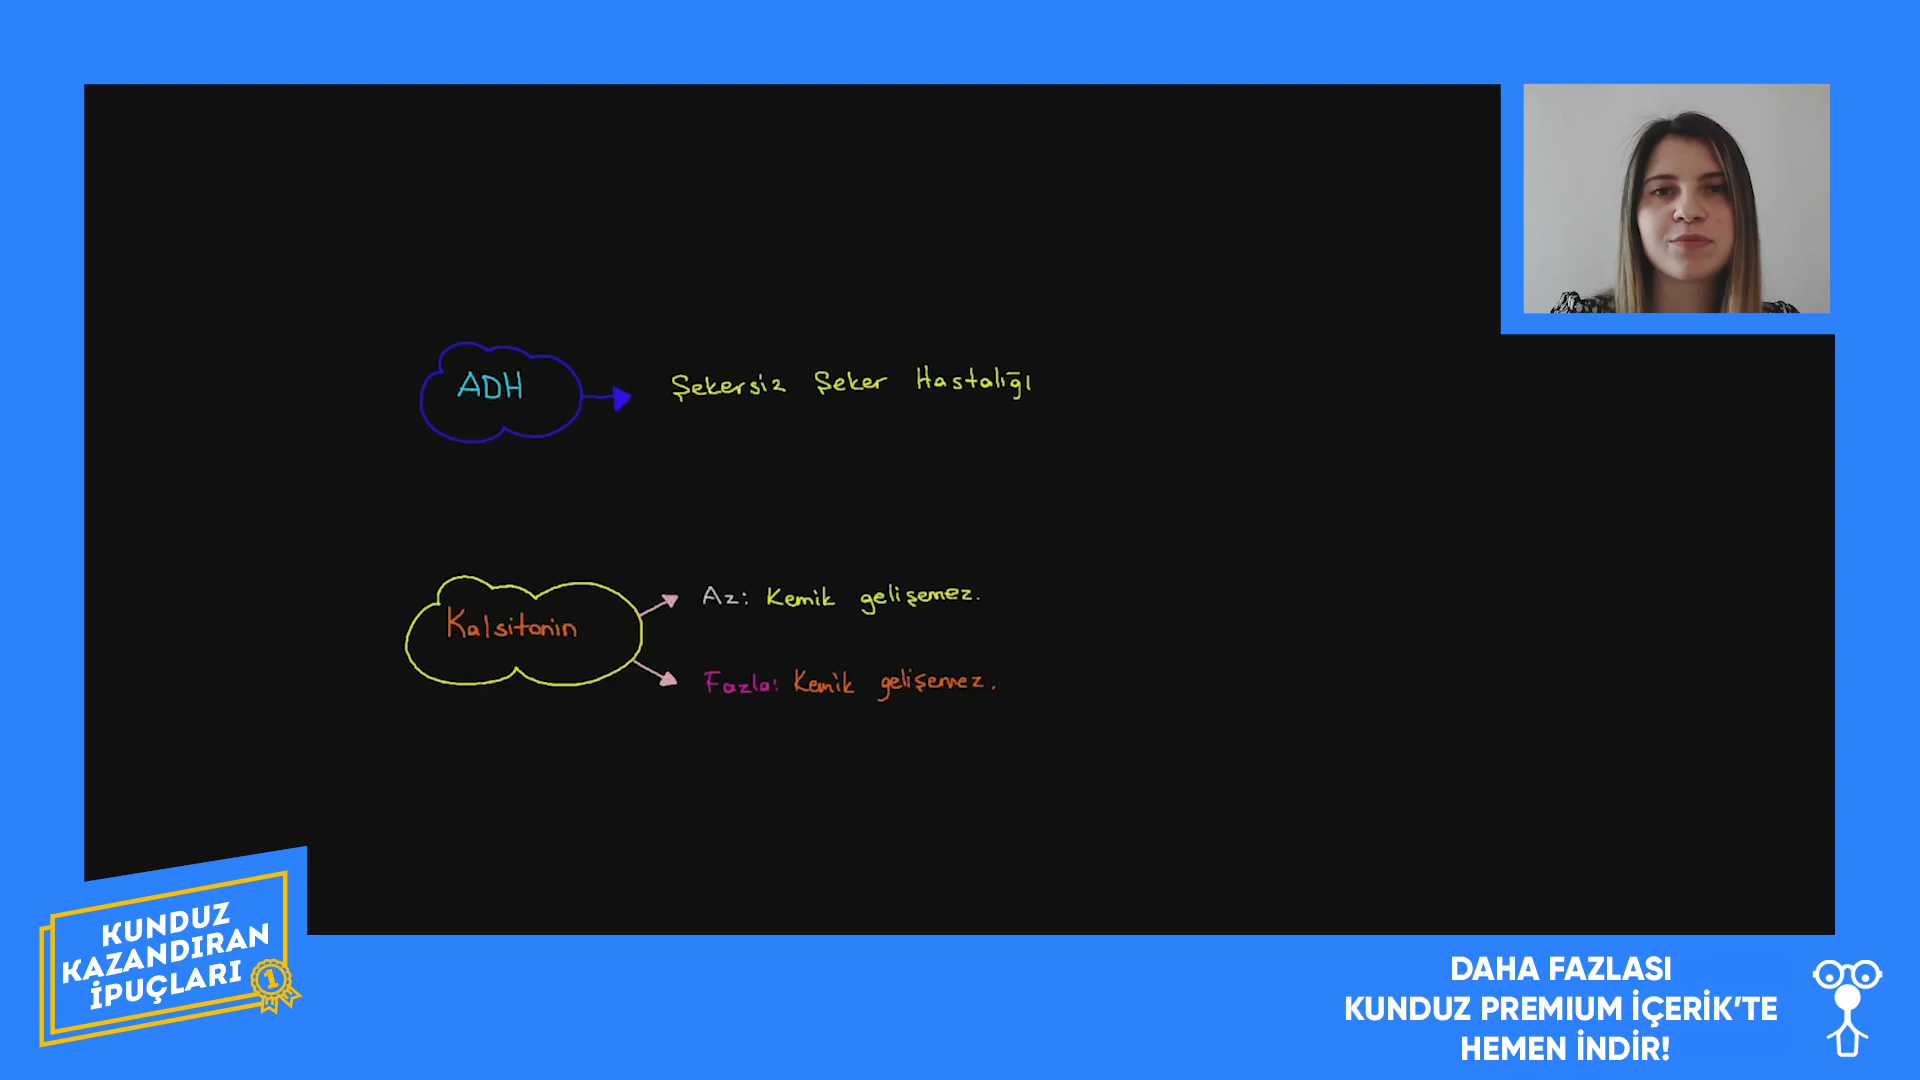 ADH
Şekersiz Şeker Hastalığı
Kalsitonin
Az: Kemik gelişemez.
Fazla: Kemik gelişemez.
KUNDUZ
KAZANDIRAN
İPUÇLARI
1
DAHA FAZLASI
KUNDUZ PREMIUM İÇERİK'TE
HEMEN İNDİR!